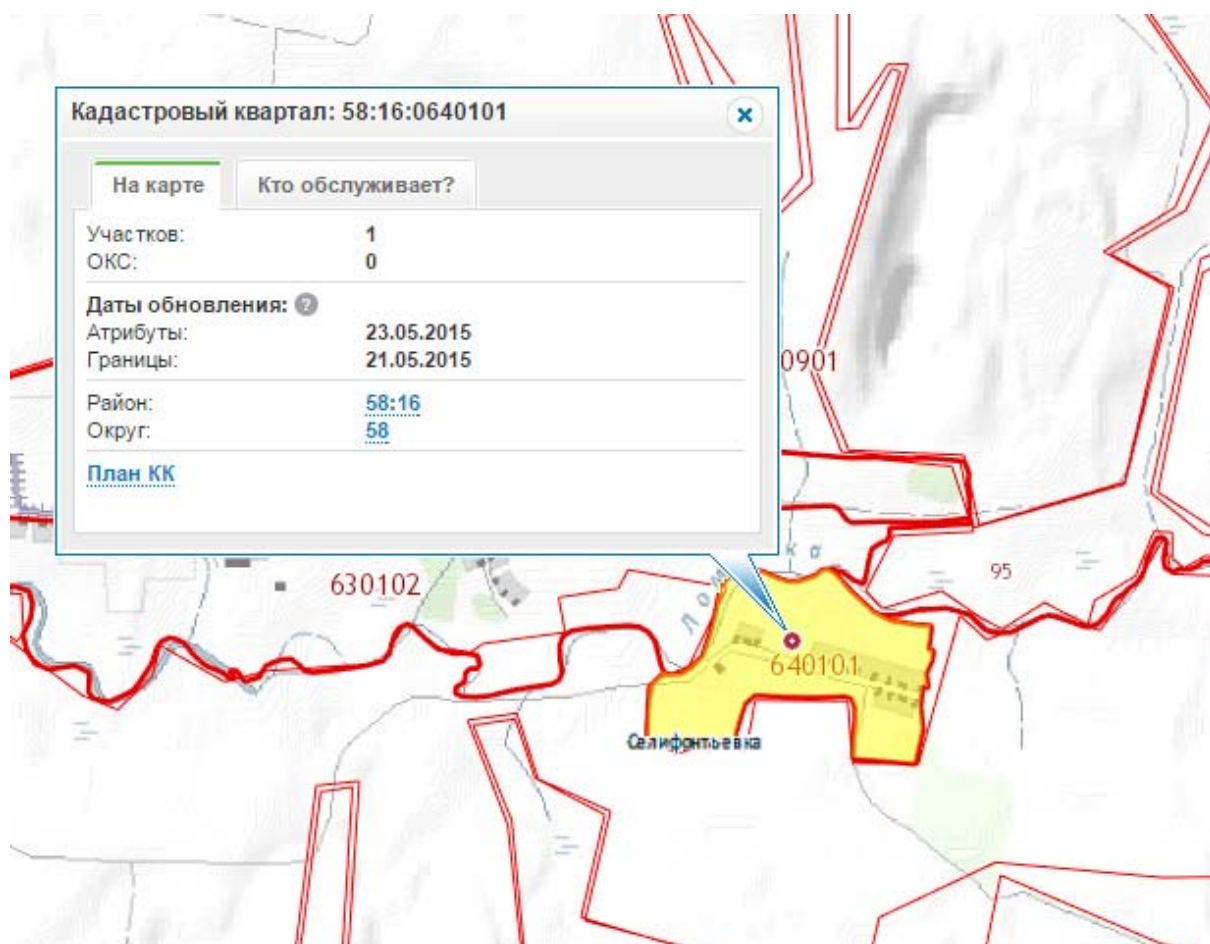 Кадастровый квартал: 58:16:0640101
На карте Кто обслуживает?
Участков: 1
ОКС: 0
Даты обновления: ?
Атрибуты: 23.05.2015
Границы: 21.05.2015
Район: 58:16
Округ: 58
План КК
0901
95
630102
640101
Селифонтьевка